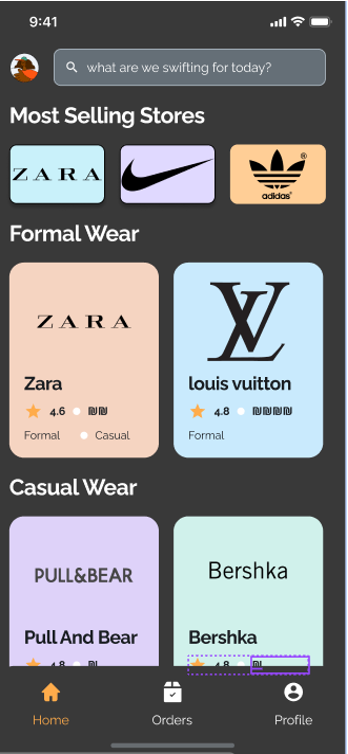 9:41
what are we swifting for today?
Most Selling Stores
ZARA
adidas®
Formal Wear
ZARA
LV
Zara
louis vuitton
4.6 ₪₪
4.8 ₪₪₪₪
Formal Casual
Formal
Casual Wear
PULL&BEAR
Bershka
Pull And Bear
Bershka
4.8 ₪
4.8 ₪
Home
Orders
Profile